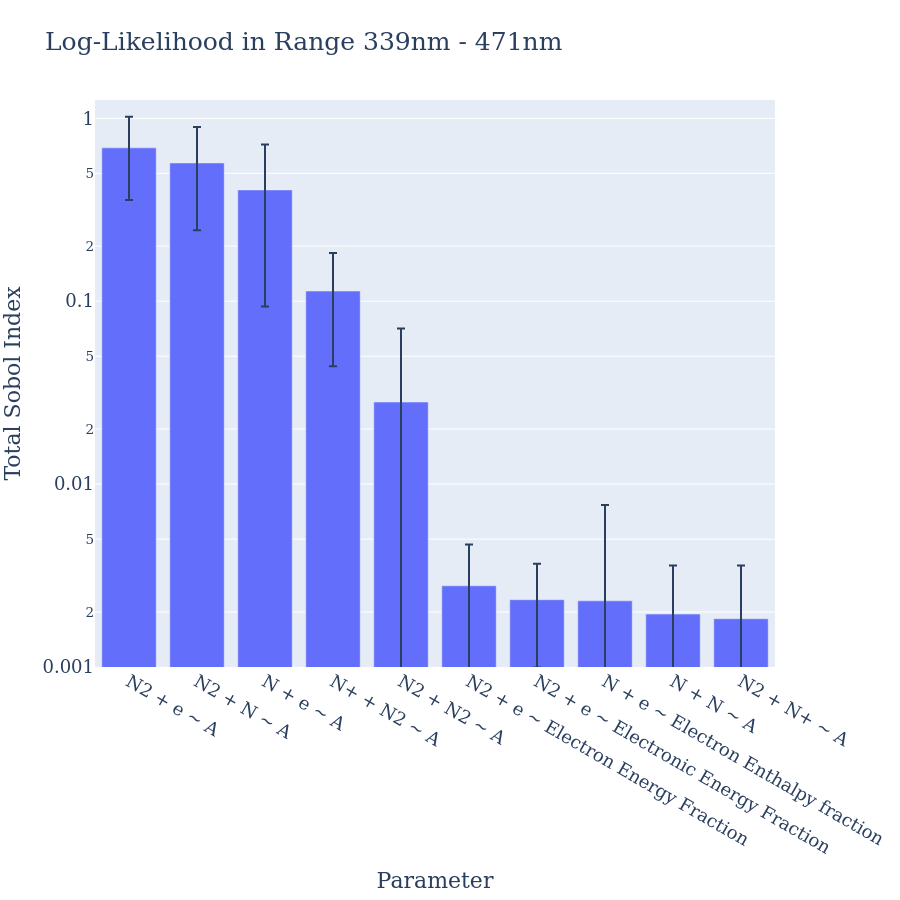 Log-Likelihood in Range 339nm - 471nm
Total Sobol Index
1
5
2
0.1
5
2
0.01
5
2
0.001
N2 + e ~ A
N2 + N ~ A
N + e ~ A
N+ + N2 ~ A
N2 + N2 ~ A
N2 + e ~ Electron Energy Fraction
N2 + e ~ Electronic Energy Fraction
N + e ~ Electron Enthalpy fraction
N + N ~ A
N2 + N+ ~ A
Parameter